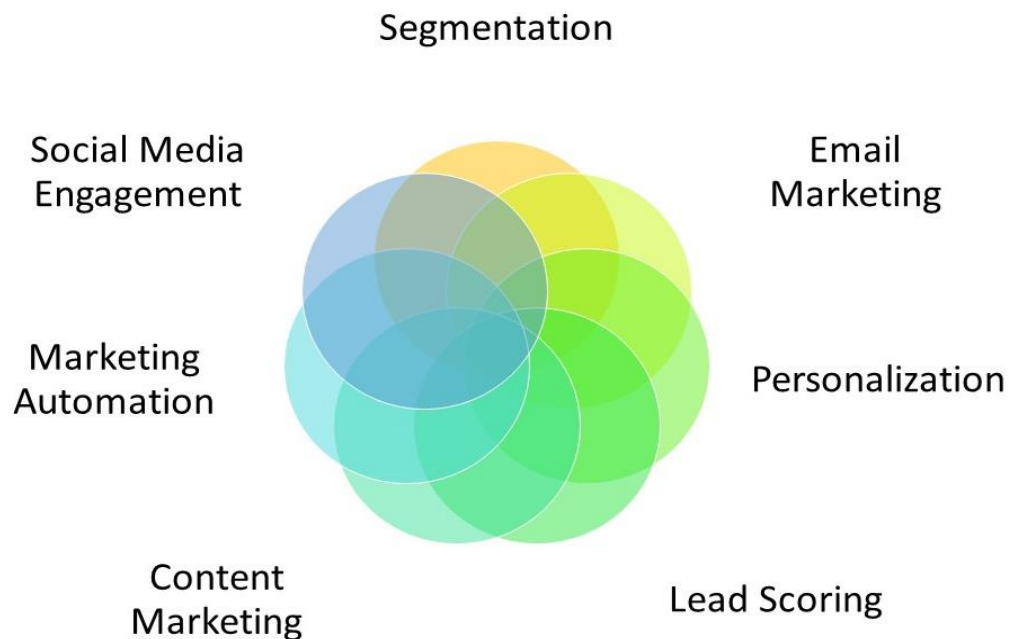 Segmentation
Social Media
Engagement
Email
Marketing
Marketing
Automation
Personalization
Content
Marketing
Lead Scoring